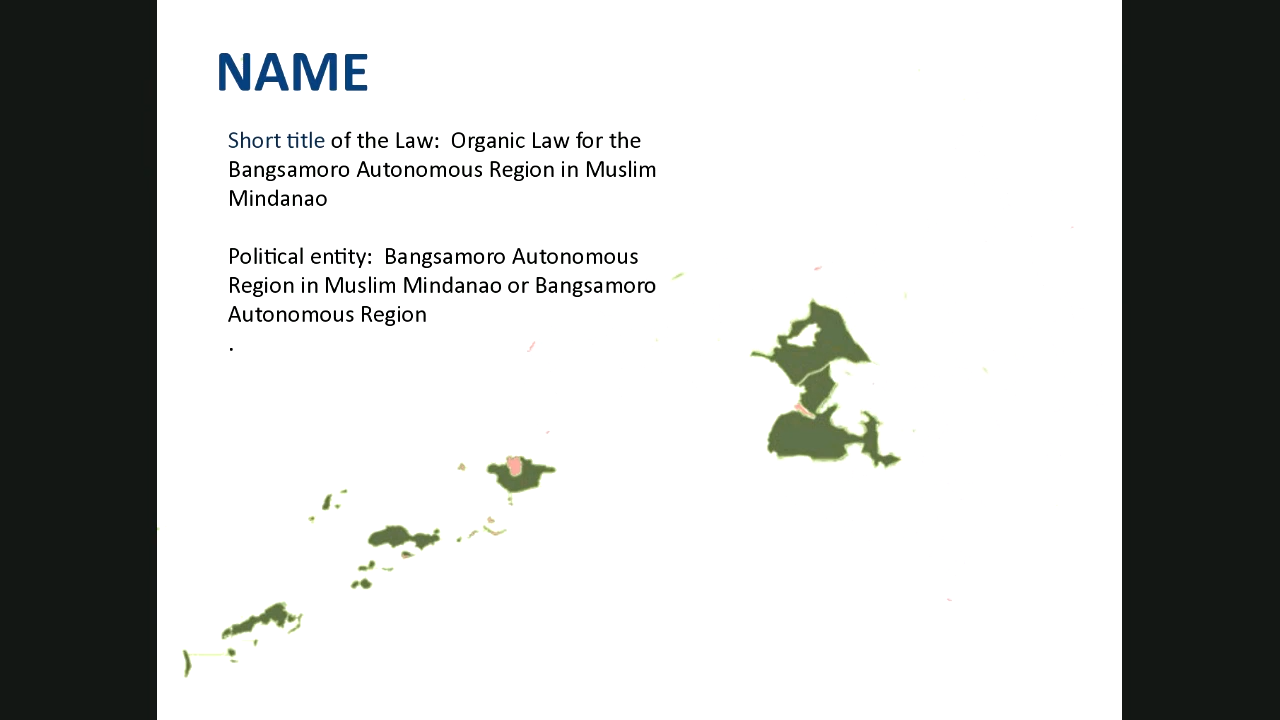 NAME
Short title of the Law:  Organic Law for the
Bangsamoro Autonomous Region in Muslim
Mindanao
Political entity:  Bangsamoro Autonomous
Region in Muslim Mindanao or Bangsamoro
Autonomous Region
.